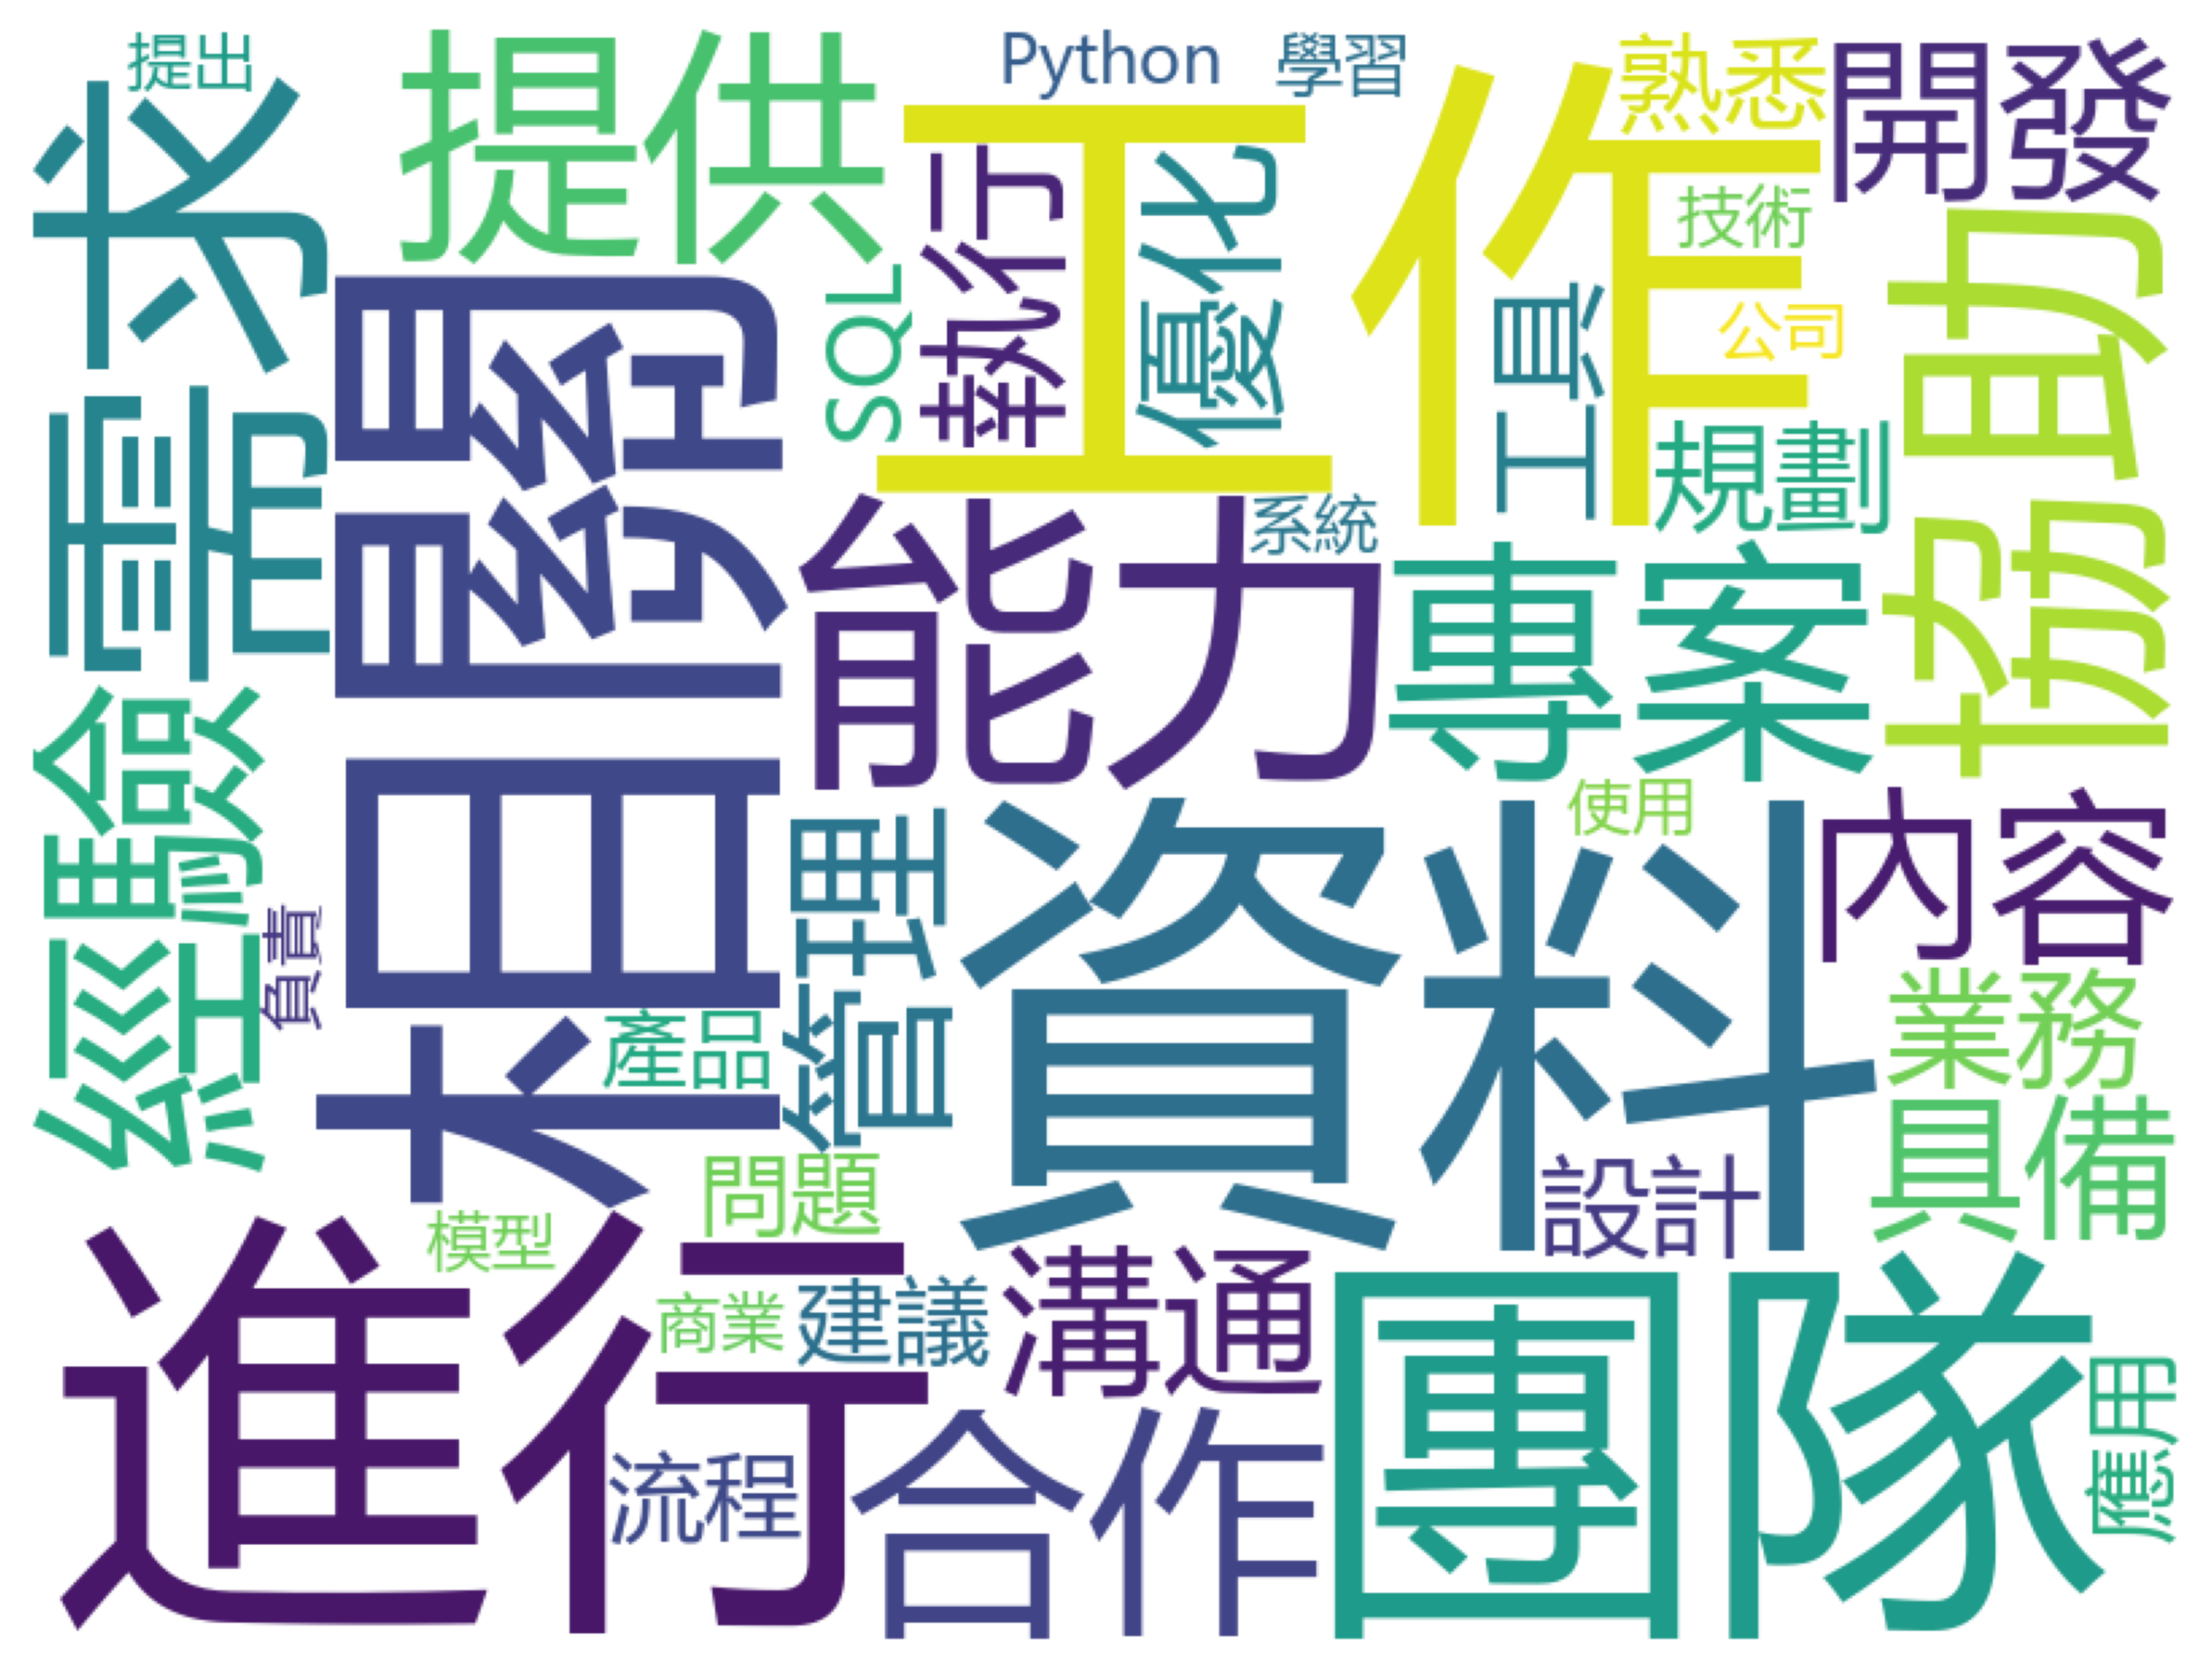 提出
提供
Python
學習
工作
熟悉
開發
需求
相關
SQL
執行
優化
工具
技術
公司
協助
規劃
能力
系統
專案
經驗
負責
管理
資料
使用
內容
產品
業務
具備
問題
設計
模型
進行
商業
建議
溝通
團隊
流程
合作
應用